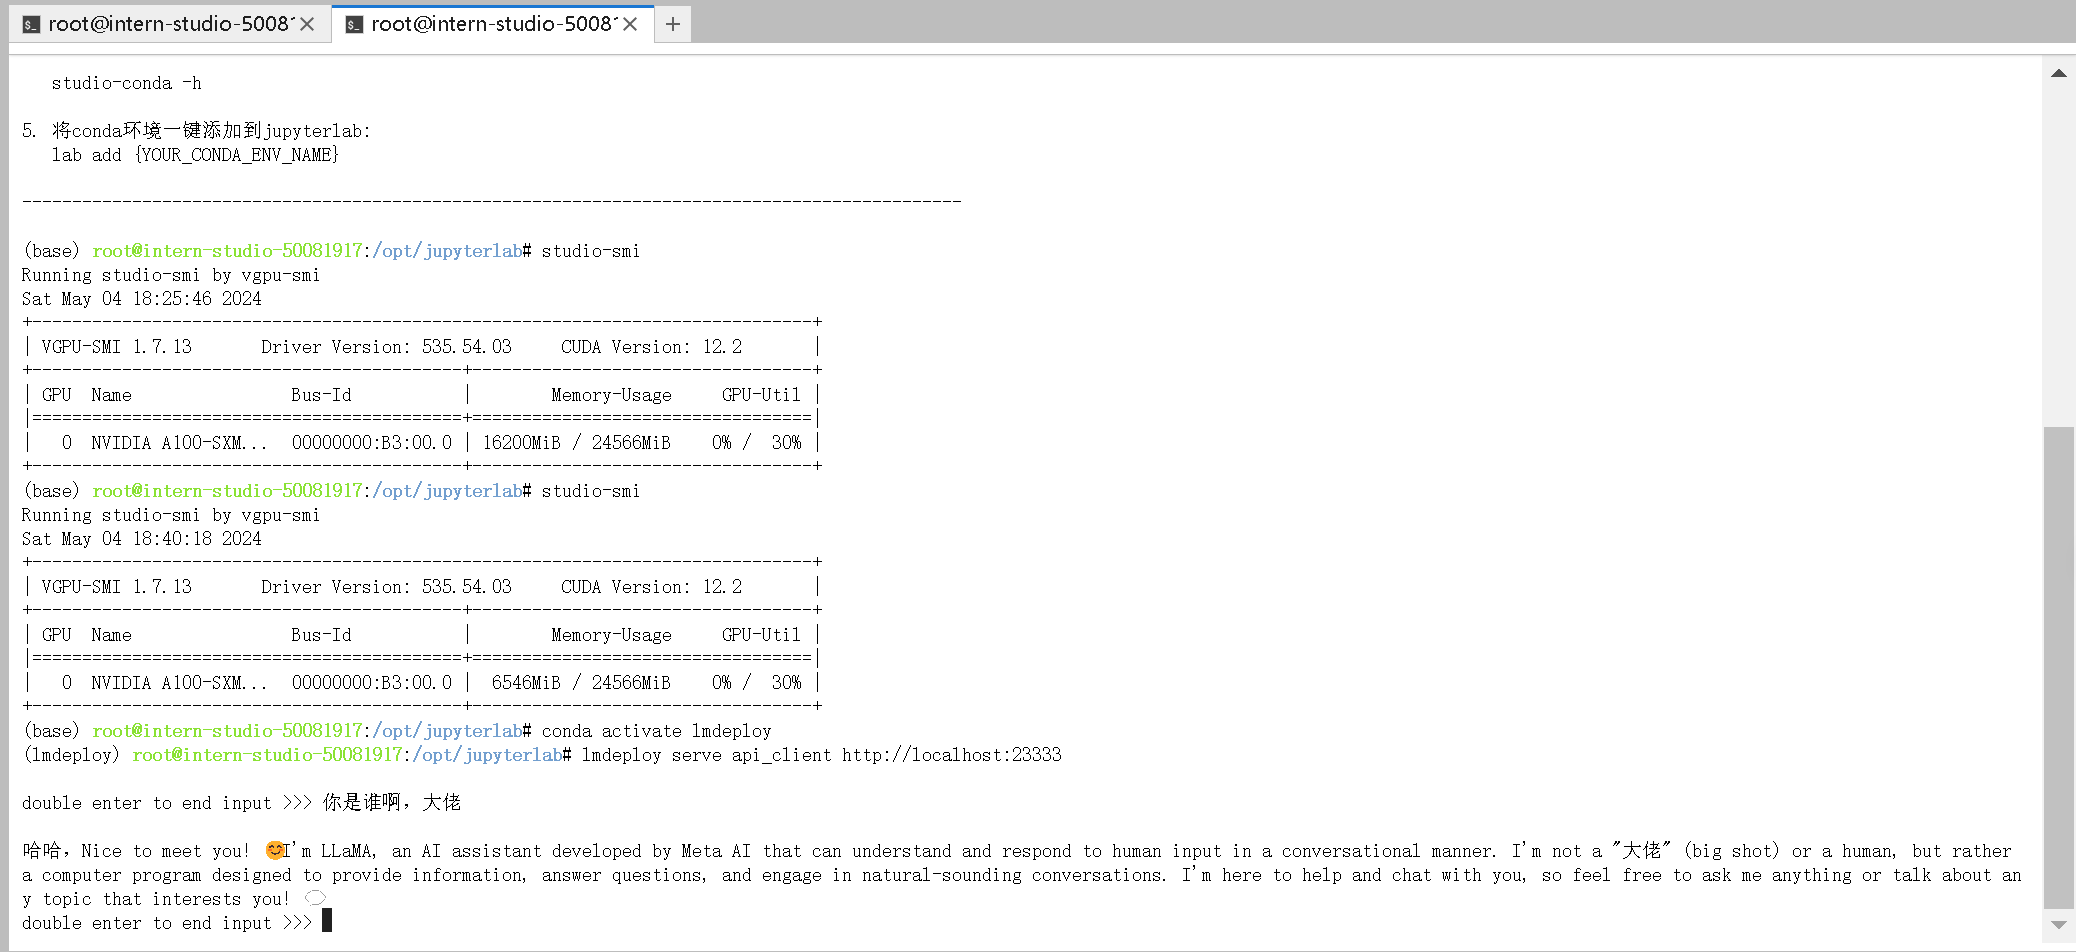 root@intern-studio-50081
root@intern-studio-50081
studio-conda -h
5. 将conda环境一键添加到jupyterlab:
lab add {YOUR_CONDA_ENV_NAME}
----------------------------------------------------------------------------------------------
(base) root@intern-studio-50081917:/opt/jupyterlab# studio-smi
Running studio-smi by vgpu-smi
Sat May 04 18:25:46 2024
+------------------------------------------------------------------------------+
| VGPU-SMI 1.7.13       Driver Version: 535.54.03     CUDA Version: 12.2       |
+-------------------------------------------+----------------------------------+
| GPU  Name                Bus-Id           |        Memory-Usage     GPU-Util |
|===========================================+==================================|
|   0  NVIDIA A100-SXM...  00000000:B3:00.0 | 16200MiB / 24566MiB    0% /  30% |
+-------------------------------------------+----------------------------------+
(base) root@intern-studio-50081917:/opt/jupyterlab# studio-smi
Running studio-smi by vgpu-smi
Sat May 04 18:40:18 2024
+------------------------------------------------------------------------------+
| VGPU-SMI 1.7.13       Driver Version: 535.54.03     CUDA Version: 12.2       |
+-------------------------------------------+----------------------------------+
| GPU  Name                Bus-Id           |        Memory-Usage     GPU-Util |
|===========================================+==================================|
|   0  NVIDIA A100-SXM...  00000000:B3:00.0 |  6546MiB / 24566MiB    0% /  30% |
+-------------------------------------------+----------------------------------+
(base) root@intern-studio-50081917:/opt/jupyterlab# conda activate lmdeploy
(lmdeploy) root@intern-studio-50081917:/opt/jupyterlab# lmdeploy serve api_client http://localhost:23333
double enter to end input >>> 你是谁啊，大佬
哈哈，Nice to meet you! 😊I'm LLaMA, an AI assistant developed by Meta AI that can understand and respond to human input in a conversational manner. I'm not a "大佬" (big shot) or a human, but rather
a computer program designed to provide information, answer questions, and engage in natural-sounding conversations. I'm here to help and chat with you, so feel free to ask me anything or talk about an
y topic that interests you! 💬
double enter to end input >>>